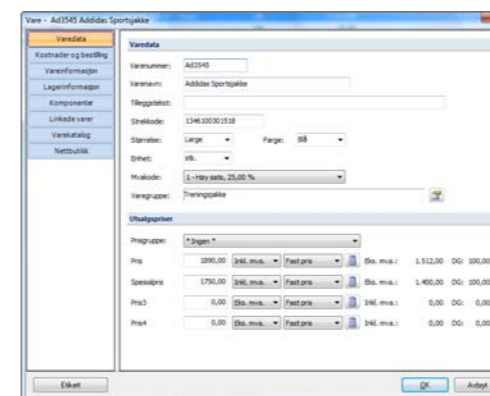 Vare - Ad3545 Addidas Sportsjakke
Varedata
Kostnader og bestilling
Vareinformasjon
Lagerinformasjon
Komponenter
Linkede varer
Varekatalog
Nettbutikk
Varedata
Varenummer: Ad3545
Varenavn: Addidas Sportsjakke
Tilleggstekst:
Strekkode: 1346100301518
Størrelse: Large Farge: Blå
Enhet: stk.
Mvakode: 1 - Høy sats, 25,00 %
Varegruppe: Treningsjakke
Utsalgspriser
Prisgruppe: * Ingen *
Pris 1890,00 Inkl. mva. Fast pris Eks. mva.: 1.512,00 DG: 100,00
Spesialpris 1750,00 Inkl. mva. Fast pris Eks. mva.: 1.400,00 DG: 100,00
Pris3 0,00 Eks. mva. Fast pris Inkl. mva.: 0,00 DG: 0,00
Pris4 0,00 Eks. mva. Fast pris Inkl. mva.: 0,00 DG: 0,00
Etikett OK Avbryt